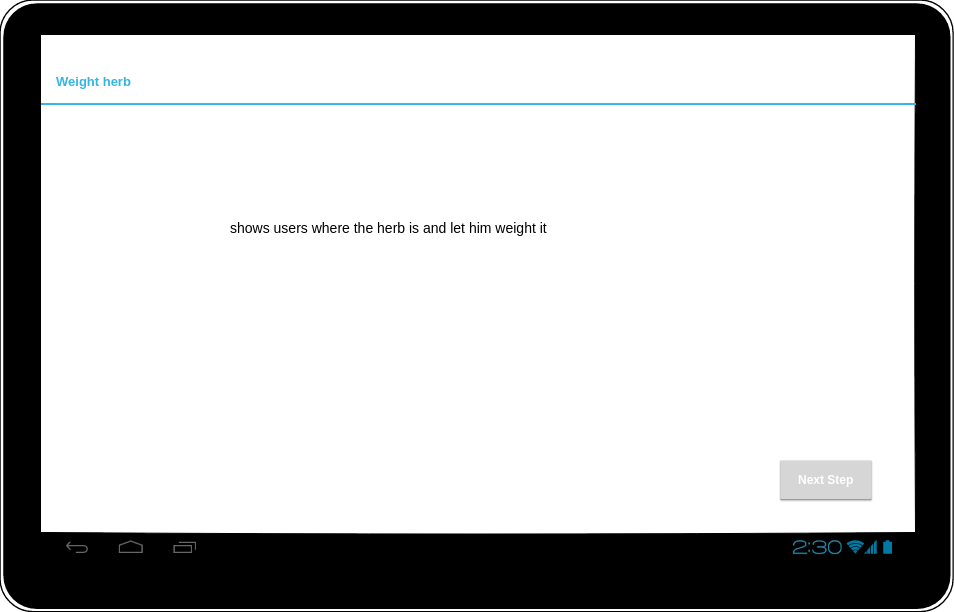 Weight herb
shows users where the herb is and let him weight it
Next Step
2:30